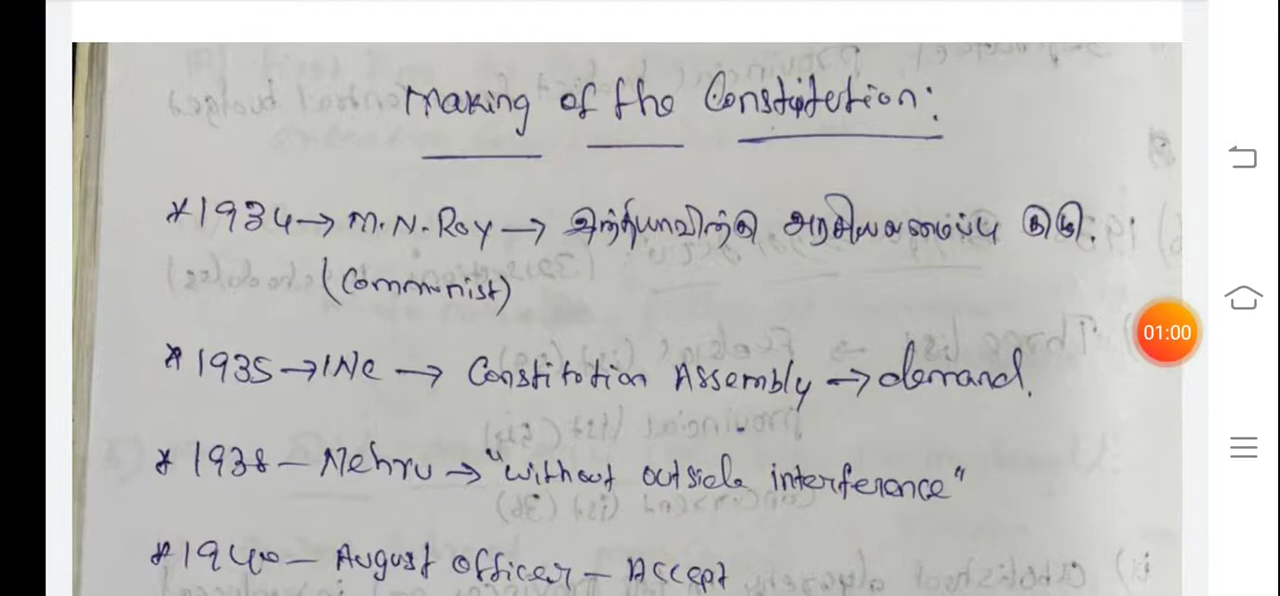 Making of the Constitution:
*1934→ M.N.Roy → இந்தியாவிற்கு அரசியலமைப்பு குடு.
(Communist)
*1935→INC → Constitution Assembly → demand.
01:00
*1938 – Nehru → "without outside interference"
*1940 – August officer – Accept